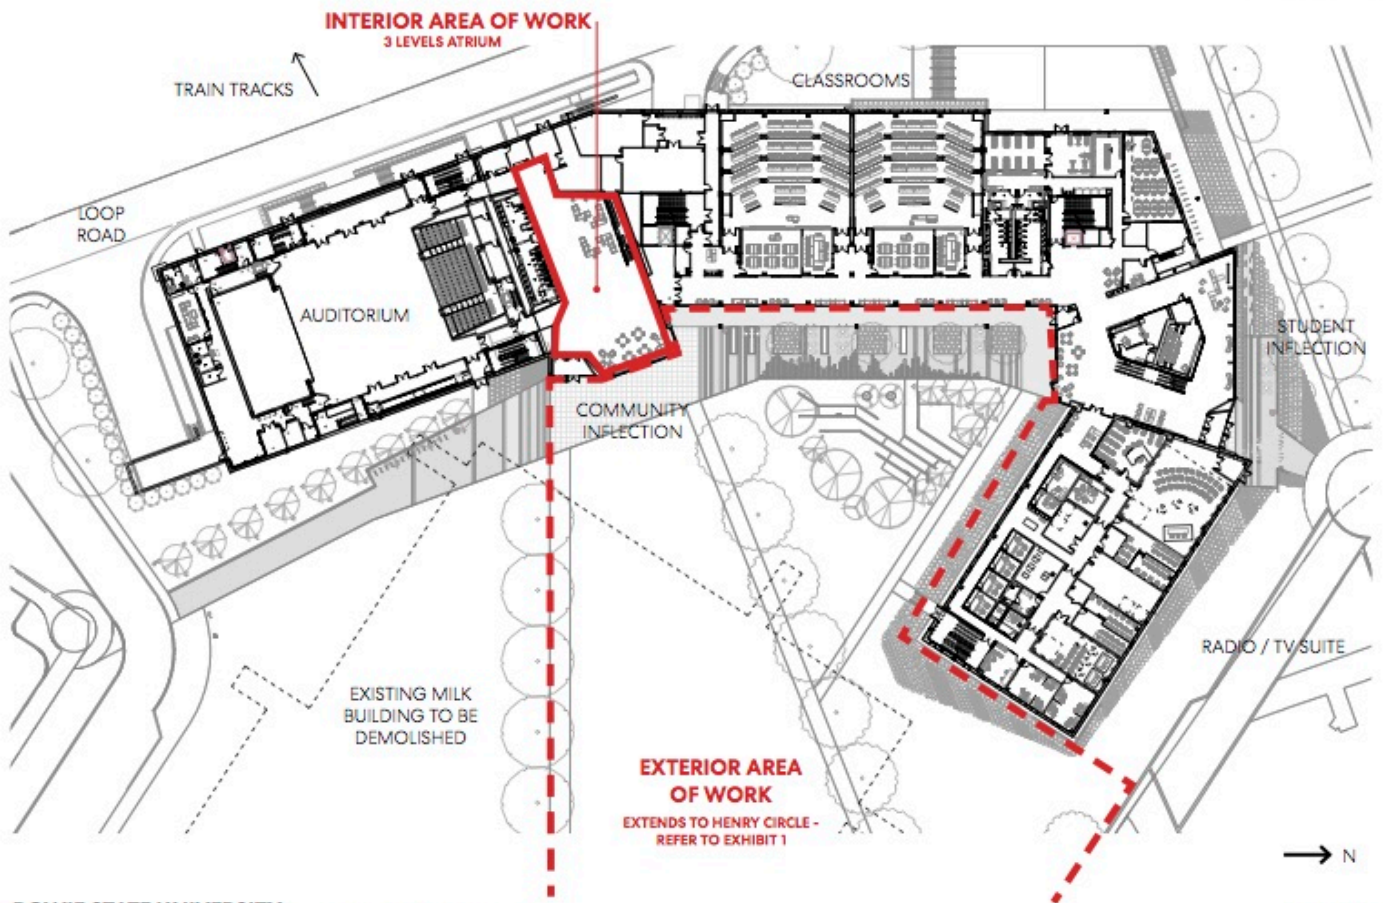 INTERIOR AREA OF WORK
3 LEVELS ATRIUM
TRAIN TRACKS
CLASSROOMS
LOOP
ROAD
AUDITORIUM
STUDENT
INFLECTION
COMMUNITY
INFLECTION
RADIO / TV SUITE
EXISTING MILK
BUILDING TO BE
DEMOLISHED
EXTERIOR AREA
OF WORK
EXTENDS TO HENRY CIRCLE -
REFER TO EXHIBIT 1
N